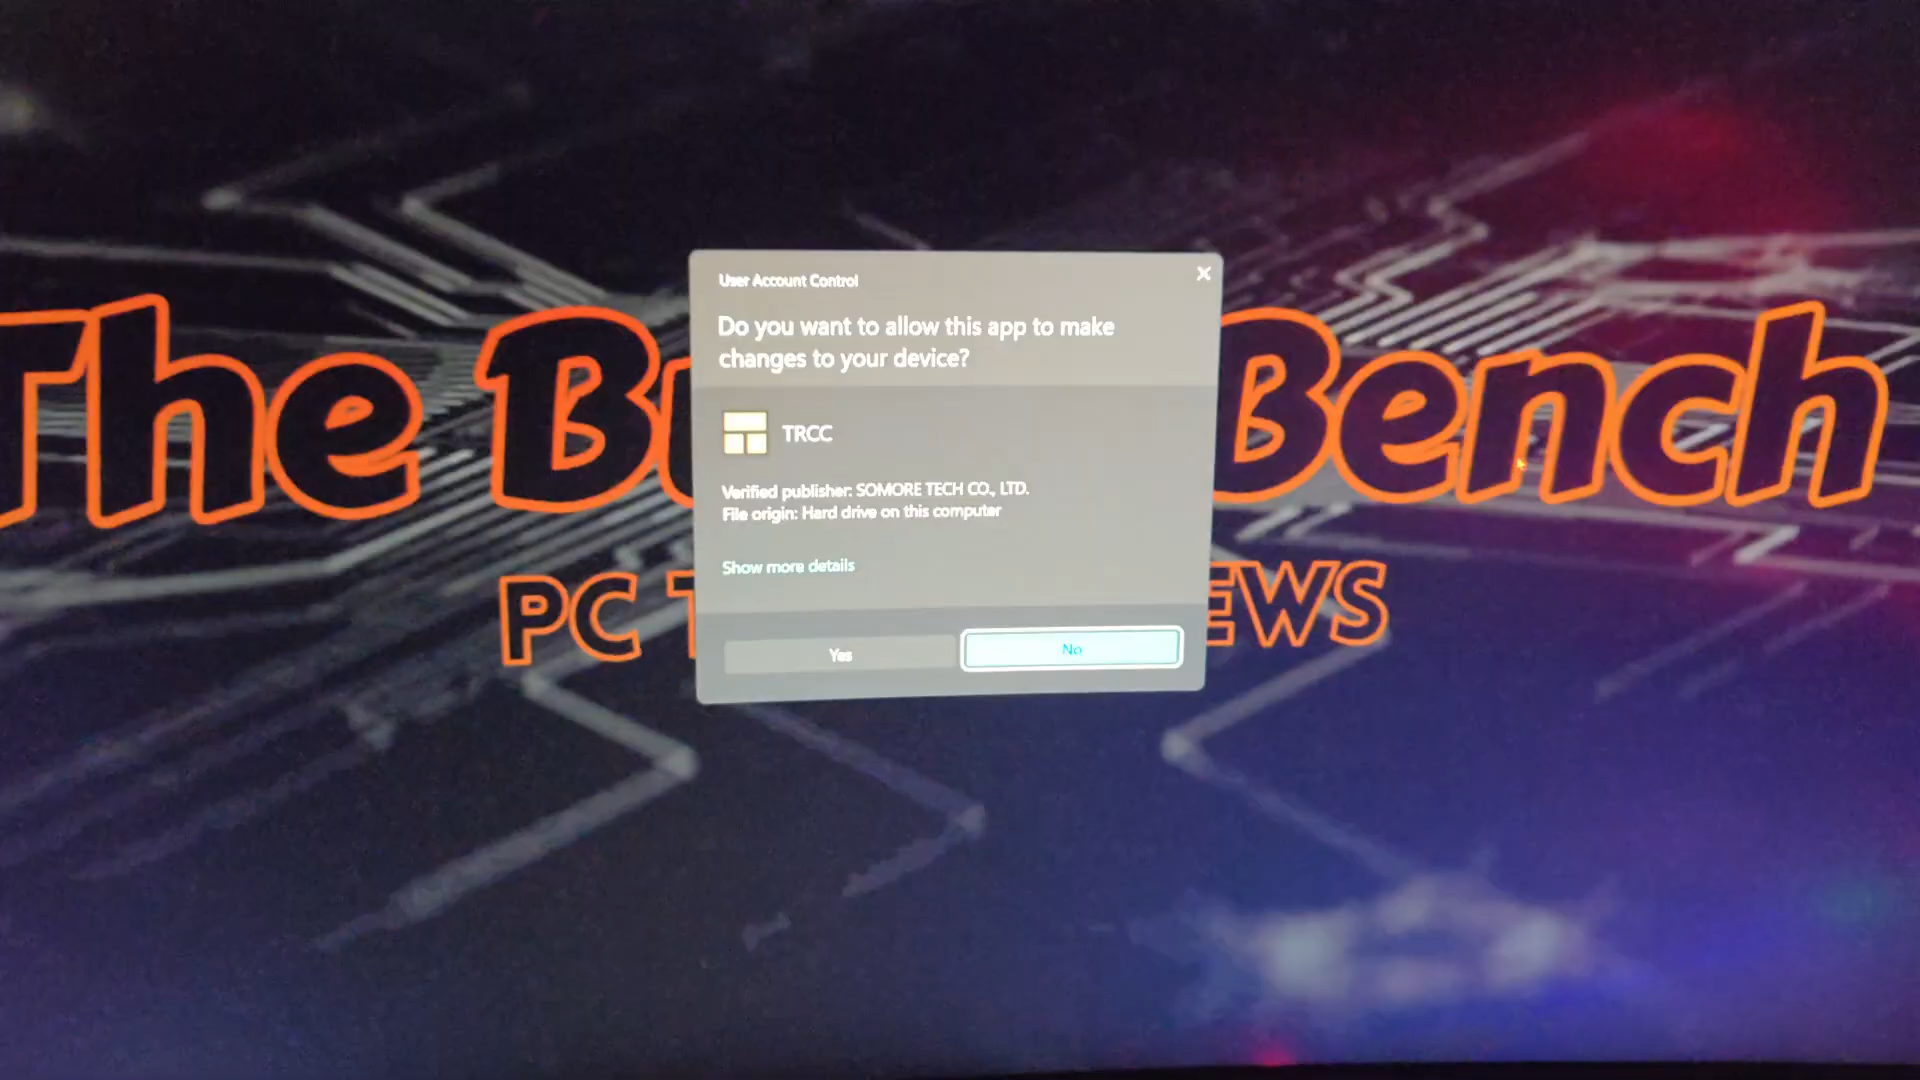 User Account Control
Do you want to allow this app to make
changes to your device?
TRCC
Verified publisher: SOMORE TECH CO., LTD.
File origin: Hard drive on this computer
Show more details
Yes
No
The B Bench
PC